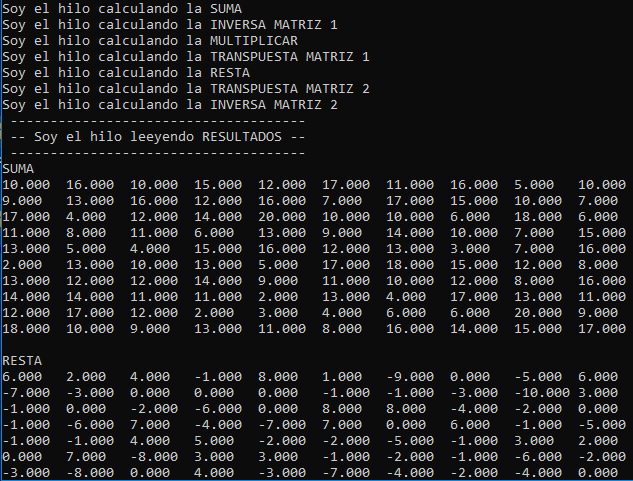 Soy el hilo calculando la SUMA
Soy el hilo calculando la INVERSA MATRIZ 1
Soy el hilo calculando la MULTIPLICAR
Soy el hilo calculando la TRANSPUESTA MATRIZ 1
Soy el hilo calculando la RESTA
Soy el hilo calculando la TRANSPUESTA MATRIZ 2
Soy el hilo calculando la INVERSA MATRIZ 2
-------------------------------------
-- Soy el hilo leeyendo RESULTADOS --
-------------------------------------
SUMA
10.000 16.000 10.000 15.000 12.000 17.000 11.000 16.000 5.000 10.000
9.000 13.000 16.000 12.000 16.000 7.000 17.000 15.000 10.000 7.000
17.000 4.000 12.000 14.000 20.000 10.000 10.000 6.000 18.000 6.000
11.000 8.000 11.000 6.000 13.000 9.000 14.000 10.000 7.000 15.000
13.000 5.000 4.000 15.000 16.000 12.000 13.000 3.000 7.000 16.000
2.000 13.000 10.000 13.000 5.000 17.000 18.000 15.000 12.000 8.000
13.000 12.000 12.000 14.000 9.000 11.000 10.000 12.000 8.000 16.000
14.000 14.000 11.000 11.000 2.000 13.000 4.000 17.000 13.000 11.000
12.000 17.000 12.000 2.000 3.000 4.000 6.000 6.000 20.000 9.000
18.000 10.000 9.000 13.000 11.000 8.000 16.000 14.000 15.000 17.000
RESTA
6.000 2.000 4.000 -1.000 8.000 1.000 -9.000 0.000 -5.000 6.000
-7.000 -3.000 0.000 0.000 0.000 -1.000 -1.000 -3.000 -10.000 3.000
-1.000 0.000 -2.000 -6.000 0.000 8.000 8.000 -4.000 -2.000 0.000
-1.000 -6.000 7.000 -4.000 -7.000 7.000 0.000 6.000 -1.000 -5.000
-1.000 -1.000 4.000 5.000 -2.000 -2.000 -5.000 -1.000 3.000 2.000
0.000 7.000 -8.000 3.000 3.000 -1.000 -2.000 -1.000 -6.000 -2.000
-3.000 -8.000 0.000 4.000 -3.000 -7.000 -4.000 -2.000 -4.000 0.000